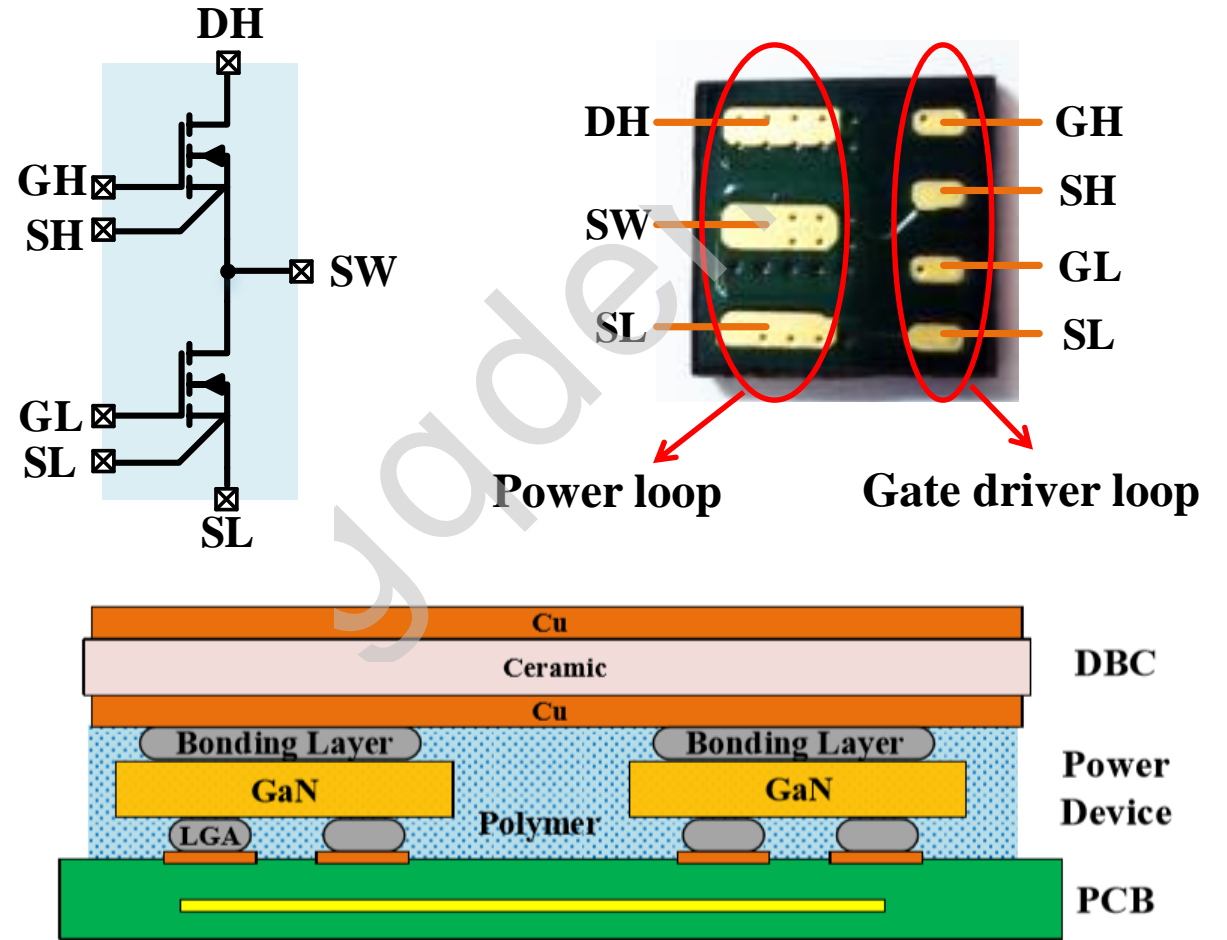 DH
GH
SH
SW
GL
SL
SL
DH
SW
SL
GH
SH
GL
SL
Power loop
Gate driver loop
Cu
Ceramic
Cu
DBC
Bonding Layer
Bonding Layer
GaN
GaN
Power
Device
LGA
Polymer
PCB